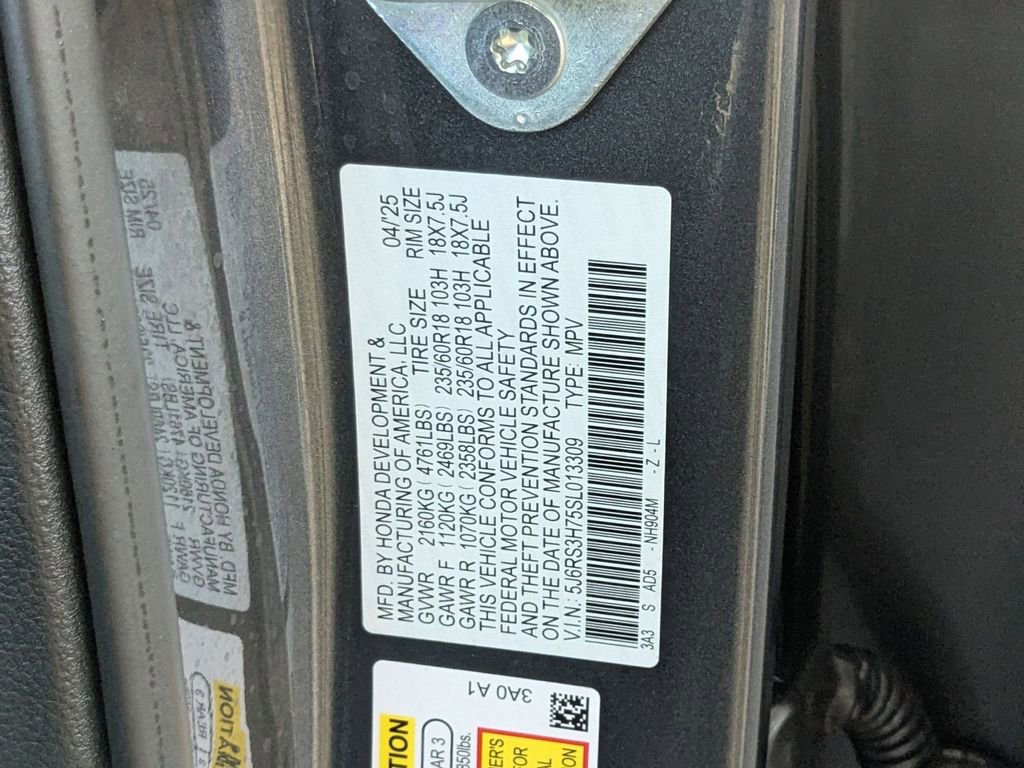 MFD. BY HONDA DEVELOPMENT &
MANUFACTURING OF AMERICA, LLC 04/'25
GVWR 2160KG ( 4761LBS) TIRE SIZE RIM SIZE
GAWR F 1120KG ( 2469LBS) 235/60R18 103H 18X7.5J
GAWR R 1070KG ( 2358LBS) 235/60R18 103H 18X7.5J
THIS VEHICLE CONFORMS TO ALL APPLICABLE
FEDERAL MOTOR VEHICLE SAFETY
AND THEFT PREVENTION STANDARDS IN EFFECT
ON THE DATE OF MANUFACTURE SHOWN ABOVE.
V.I.N.: 5J6RS3H75SL013309 TYPE: MPV
3A3 S AD5 - NH904M - Z - L
3A0 A1